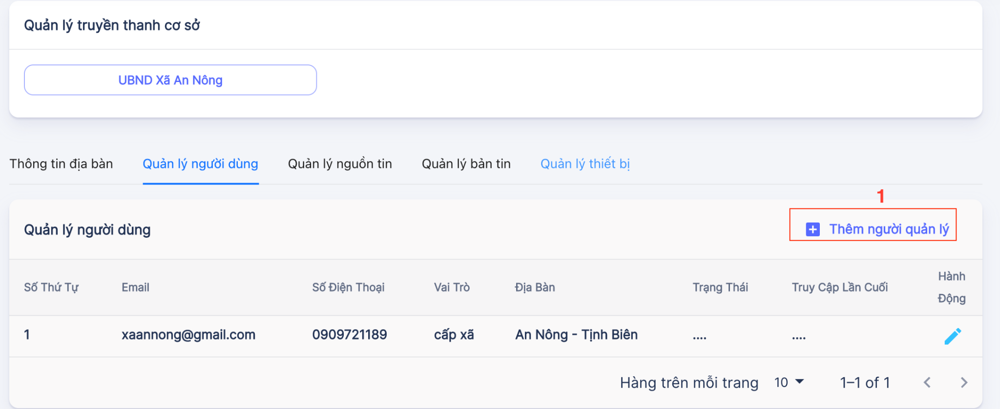 Quản lý truyền thanh cơ sở
UBND Xã An Nông
Thông tin địa bàn Quản lý người dùng Quản lý nguồn tin Quản lý bản tin Quản lý thiết bị
1
Quản lý người dùng Thêm người quản lý
Số Thứ Tự Email Số Điện Thoại Vai Trò Địa Bàn Trạng Thái Truy Cập Lần Cuối Hành Động
1 xaannong@gmail.com 0909721189 cấp xã An Nông - Tịnh Biên .... ....
Hàng trên mỗi trang 10 1–1 of 1